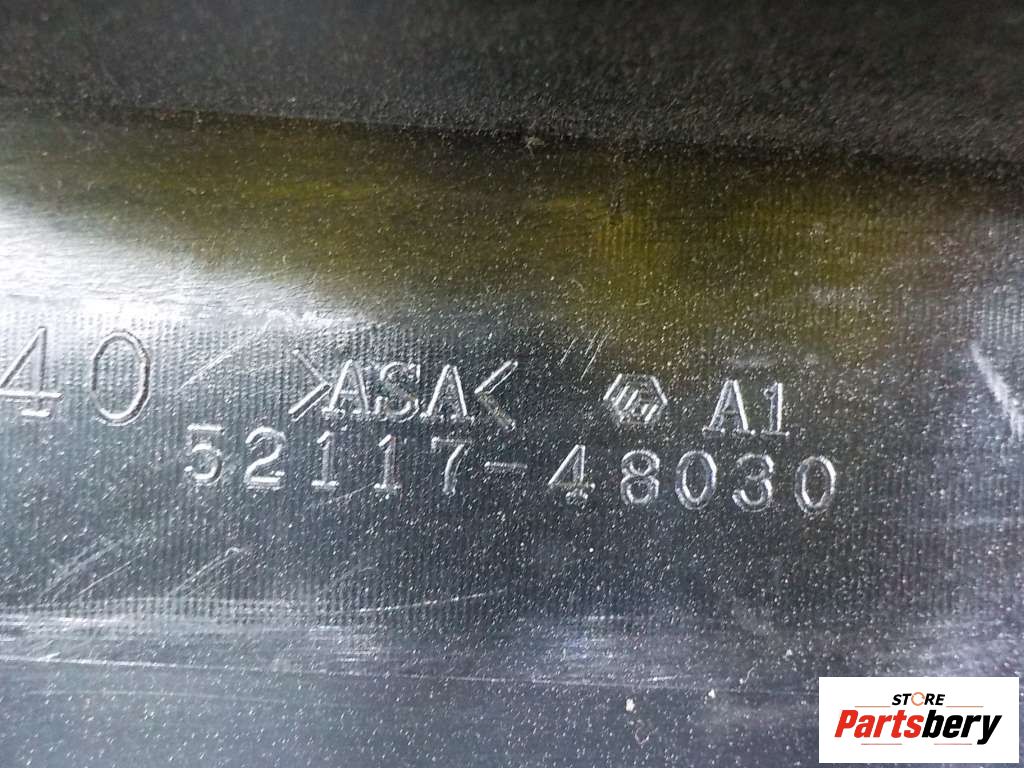 40 >ASA< A1
52117-48030
STORE
Partsbery